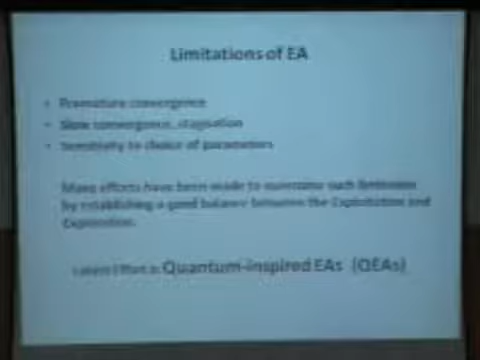 Limitations of EA
• Premature convergence
• Slow convergence, stagnation
• Sensitivity to choice of parameters
Many efforts have been made to overcome such limitations
by establishing a good balance between the Exploitation and
Exploration.
Latest Effort is Quantum-inspired EAs (QEAs)